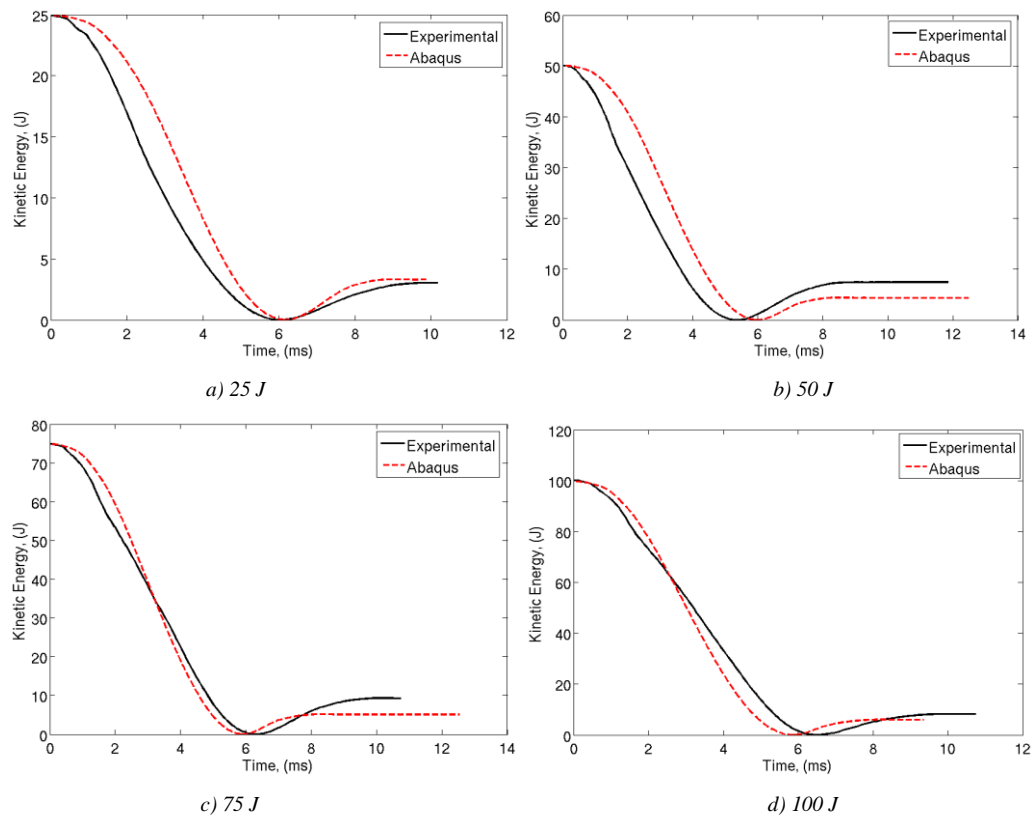 25
20
15
10
5
0
Kinetic Energy, (J)
Experimental
Abaqus
0 2 4 6 8 10 12
Time, (ms)
a) 25 J
60
50
40
30
20
10
0
Kinetic Energy, (J)
Experimental
Abaqus
0 2 4 6 8 10 12 14
Time, (ms)
b) 50 J
80
70
60
50
40
30
20
10
0
Kinetic Energy, (J)
Experimental
Abaqus
0 2 4 6 8 10 12 14
Time, (ms)
c) 75 J
120
100
80
60
40
20
0
Kinetic Energy, (J)
Experimental
Abaqus
0 2 4 6 8 10 12
Time, (ms)
d) 100 J